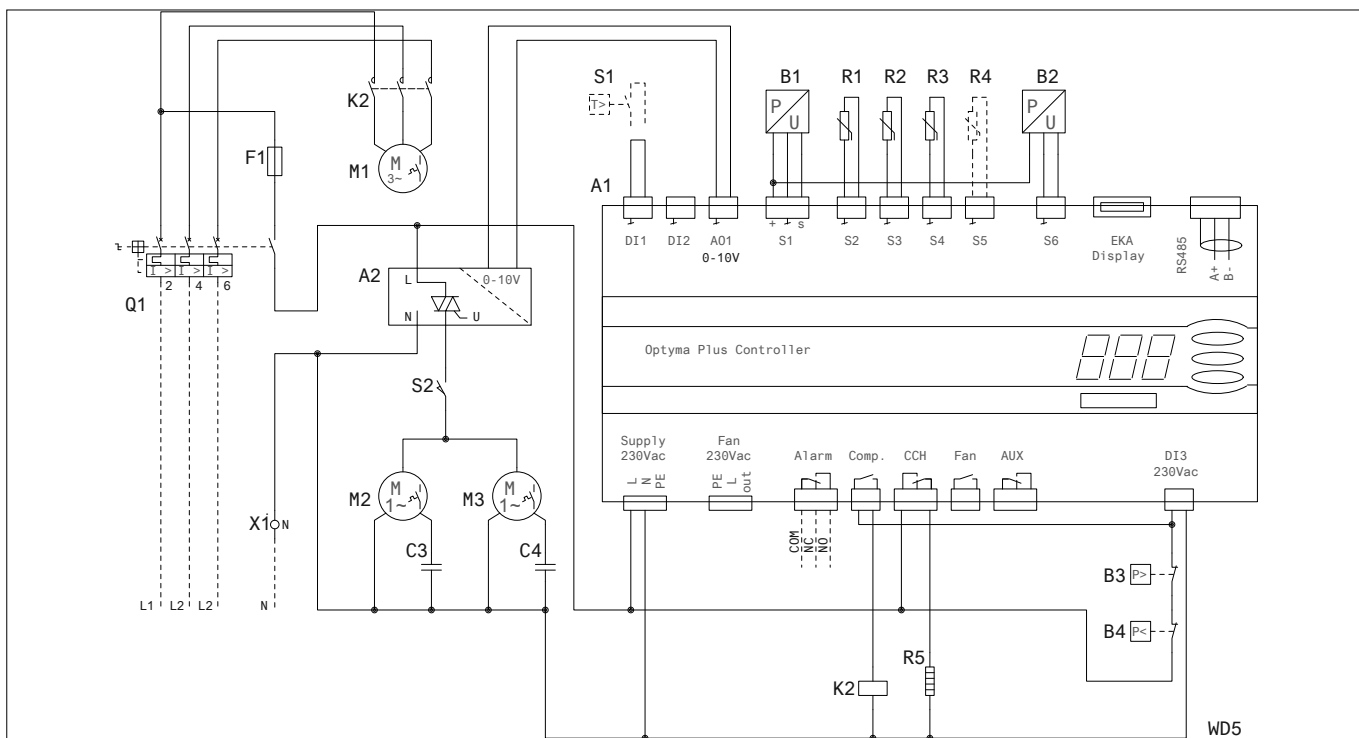 S1 B1 R1 R2 R3 R4 B2
K2 T> P U P U
F1 M1 M 3~
A1
DI1 DI2 AO1 0-10V + - s S1 S2 S3 S4 S5 S6 EKA Display RS485 A+ B-
A2 L 0-10V
I > I > I >
2 4 6
Q1
N U
Optyma Plus Controller
S2
Supply 230Vac Fan 230Vac Alarm Comp. CCH Fan AUX DI3 230Vac
L N PE PE L out
M2 M 1~ M3 M 1~
X1 N
COM NC NO
C3 C4
B3 P>
L1 L2 L2 N
B4 P<
R5
K2
WD5